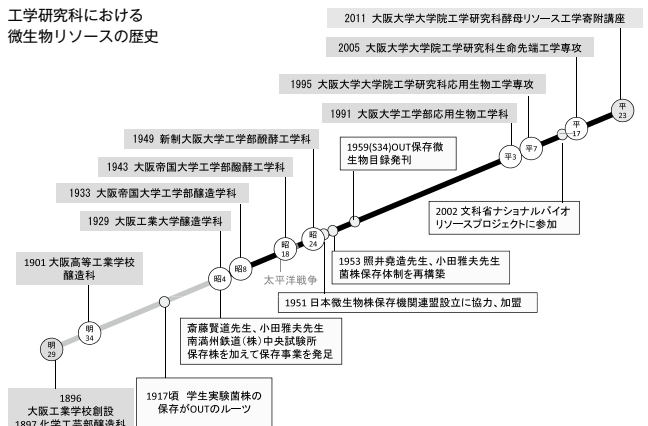 工学研究科における
微生物リソースの歴史
2011 大阪大学大学院工学研究科酵母リソース工学寄附講座
2005 大阪大学大学院工学研究科生命先端工学専攻
1995 大阪大学大学院工学研究科応用生物工学専攻
1991 大阪大学工学部応用生物工学科
1949 新制大阪大学工学部醗酵工学科
1943 大阪帝国大学工学部醗酵工学科
1933 大阪帝国大学工学部醸造学科
1929 大阪工業大学醸造学科
1901 大阪高等工業学校
醸造科
1959(S34)OUT保存微
生物目録発刊
2002 文科省ナショナルバイオ
リソースプロジェクトに参加
1953 照井堯造先生、小田雅夫先生
菌株保存体制を再構築
1951 日本微生物株保存機関連盟設立に協力、加盟
太平洋戦争
斎藤賢道先生、小田雅夫先生
南満州鉄道(株)中央試験所
保存株を加えて保存事業を発足
1917頃 学生実験菌株の
保存がOUTのルーツ
1896
大阪工業学校創設
1897 化学工芸部醸造科
明
29
明
34
昭4
昭8
昭
18
昭
24
平3
平7
平
17
平
23